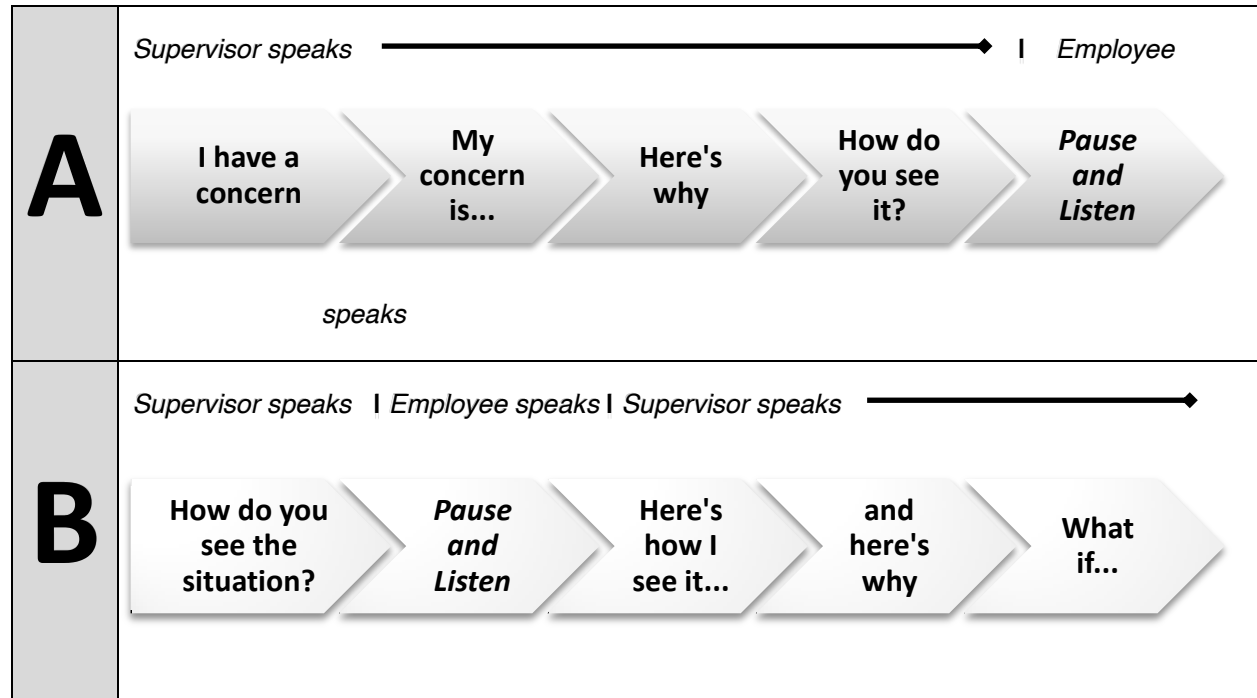 A
Supervisor speaks | Employee
I have a
concern
My
concern
is...
Here's
why
How do
you see
it?
Pause
and
Listen
speaks
B
Supervisor speaks | Employee speaks | Supervisor speaks
How do you
see the
situation?
Pause
and
Listen
Here's
how I
see it...
and
here's
why
What
if...